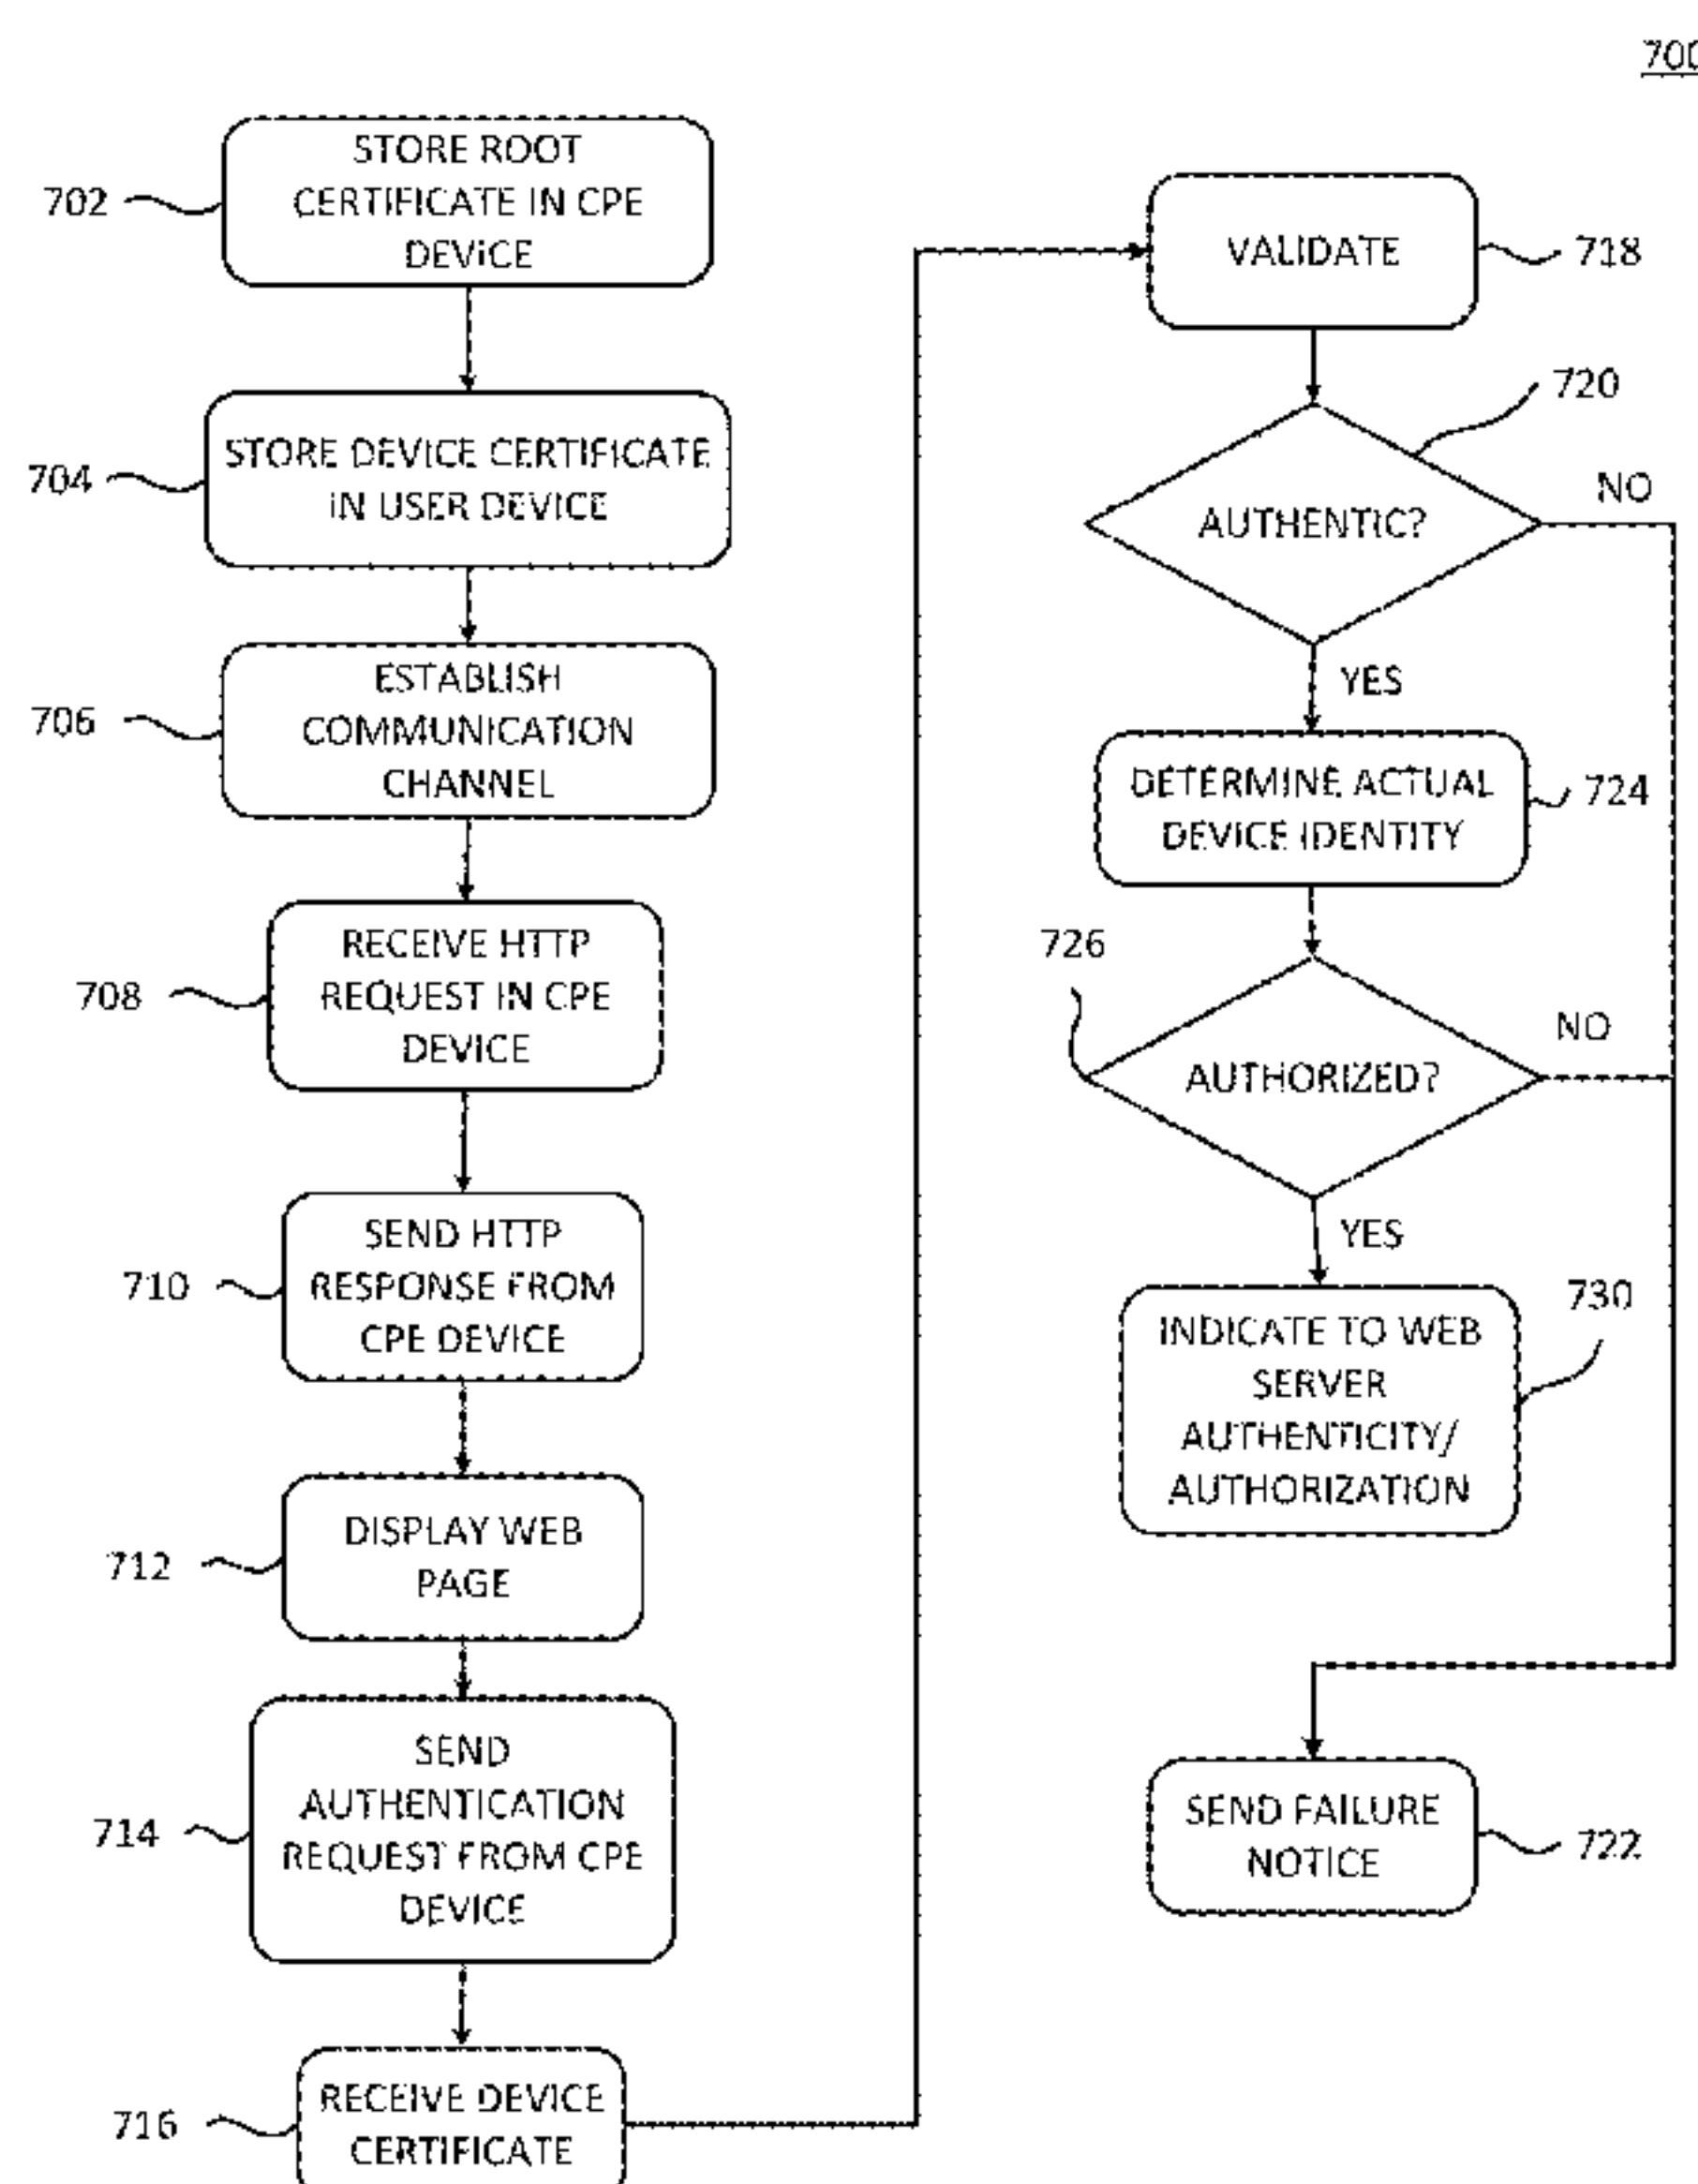 700
702
STORE ROOT
CERTIFICATE IN CPE
DEVICE
704
STORE DEVICE CERTIFICATE
IN USER DEVICE
706
ESTABLISH
COMMUNICATION
CHANNEL
708
RECEIVE HTTP
REQUEST IN CPE
DEVICE
710
SEND HTTP
RESPONSE FROM
CPE DEVICE
712
DISPLAY WEB
PAGE
714
SEND
AUTHENTICATION
REQUEST FROM CPE
DEVICE
716
RECEIVE DEVICE
CERTIFICATE
VALIDATE
718
720
AUTHENTIC?
NO
YES
DETERMINE ACTUAL
DEVICE IDENTITY
724
726
AUTHORIZED?
NO
YES
730
INDICATE TO WEB
SERVER
AUTHENTICITY/
AUTHORIZATION
SEND FAILURE
NOTICE
722